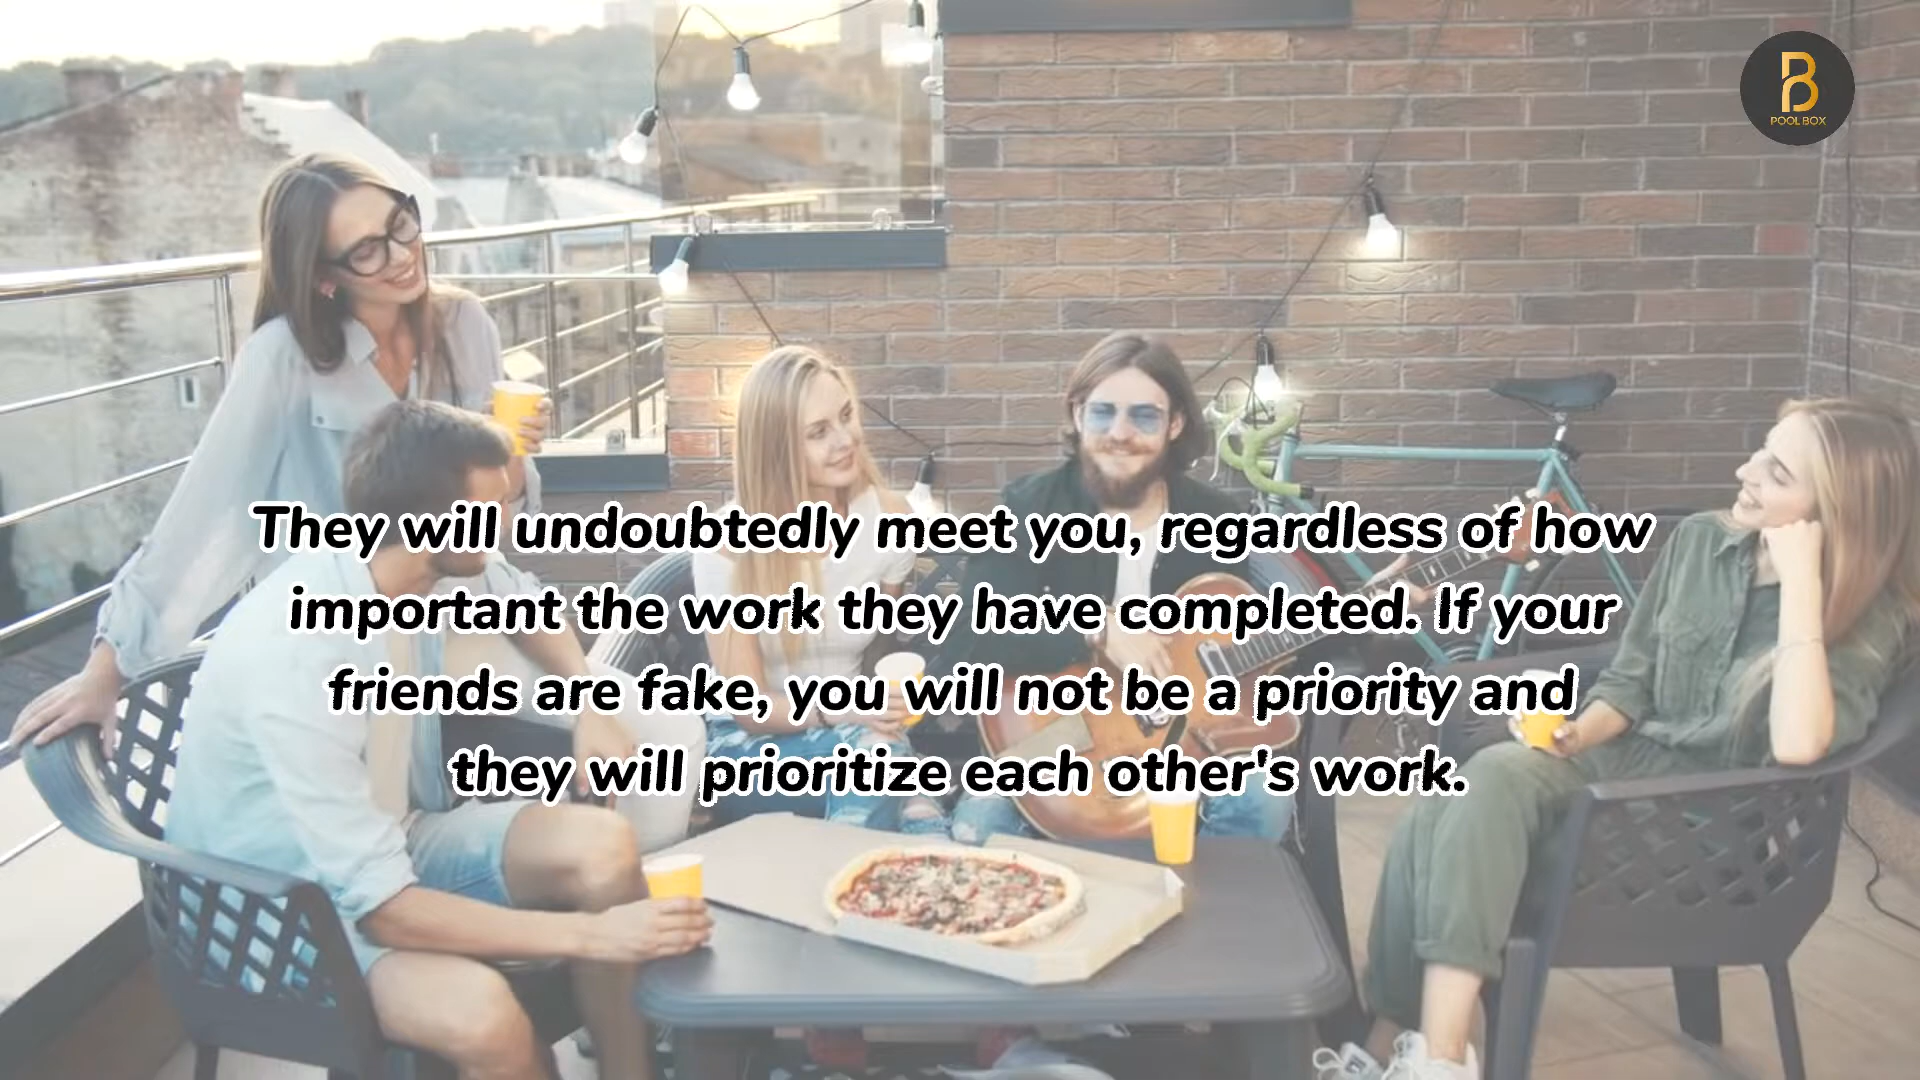 POOL BOX
They will undoubtedly meet you, regardless of how
important the work they have completed. If your
friends are fake, you will not be a priority and
they will prioritize each other's work.